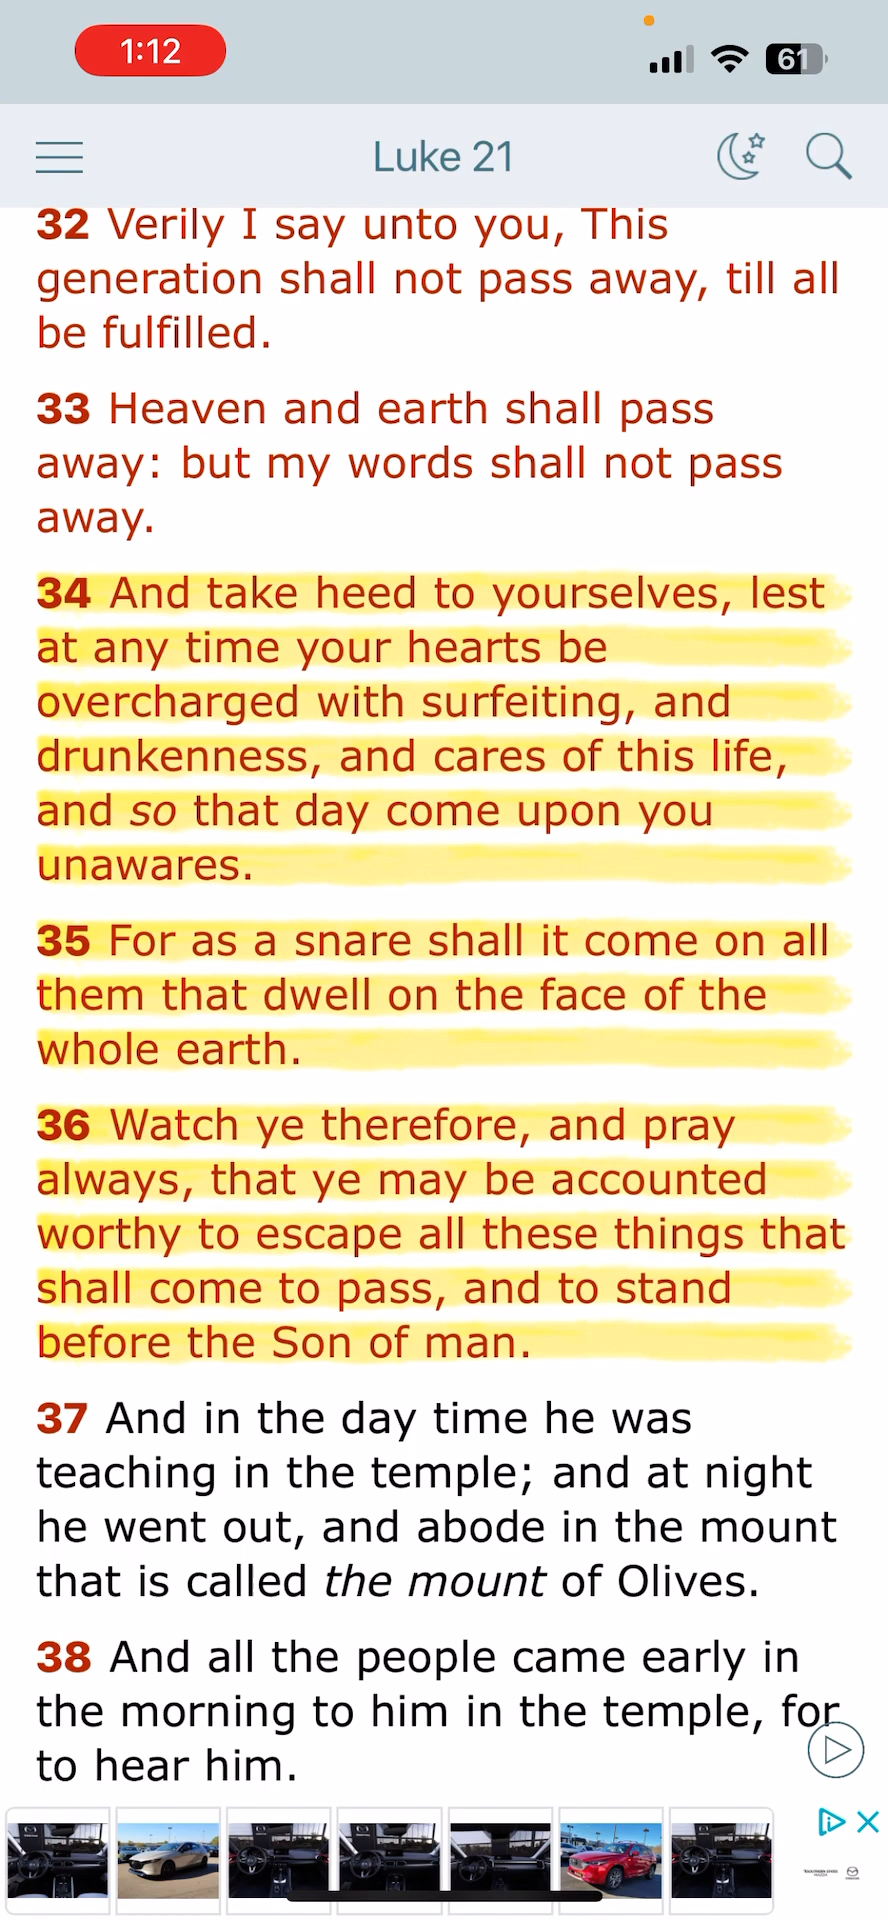 1:12
61
Luke 21
32 Verily I say unto you, This
generation shall not pass away, till all
be fulfilled.
33 Heaven and earth shall pass
away: but my words shall not pass
away.
34 And take heed to yourselves, lest
at any time your hearts be
overcharged with surfeiting, and
drunkenness, and cares of this life,
and so that day come upon you
unawares.
35 For as a snare shall it come on all
them that dwell on the face of the
whole earth.
36 Watch ye therefore, and pray
always, that ye may be accounted
worthy to escape all these things that
shall come to pass, and to stand
before the Son of man.
37 And in the day time he was
teaching in the temple; and at night
he went out, and abode in the mount
that is called the mount of Olives.
38 And all the people came early in
the morning to him in the temple, for
to hear him.